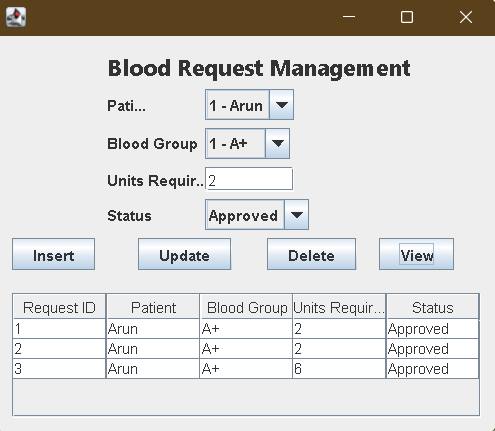 Blood Request Management
Pati...
1 - Arun
Blood Group
1 - A+
Units Requir...
2
Status
Approved
Insert Update Delete View
Request ID Patient Blood Group Units Requir... Status
1 Arun A+ 2 Approved
2 Arun A+ 2 Approved
3 Arun A+ 6 Approved